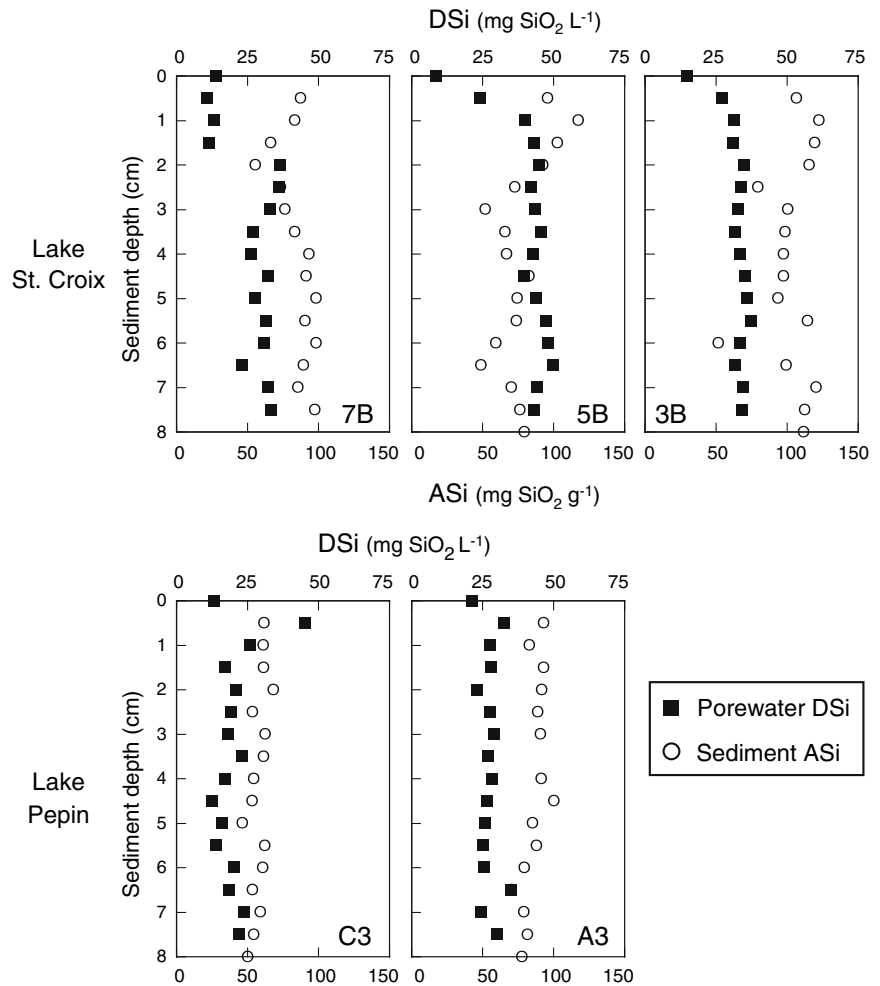 DSi (mg SiO₂ L⁻¹)
0 25 50 75 0 25 50 75 0 25 50 75
0
1
2
3
4
5
6
7
8
Sediment depth (cm)
Lake
St. Croix
7B 5B 3B
0 50 100 150 0 50 100 150 0 50 100 150
ASi (mg SiO₂ g⁻¹)
DSi (mg SiO₂ L⁻¹)
0 25 50 75 0 25 50 75
0
1
2
3
4
5
6
7
8
Sediment depth (cm)
Lake
Pepin
Porewater DSi
Sediment ASi
C3 A3
0 50 100 150 0 50 100 150